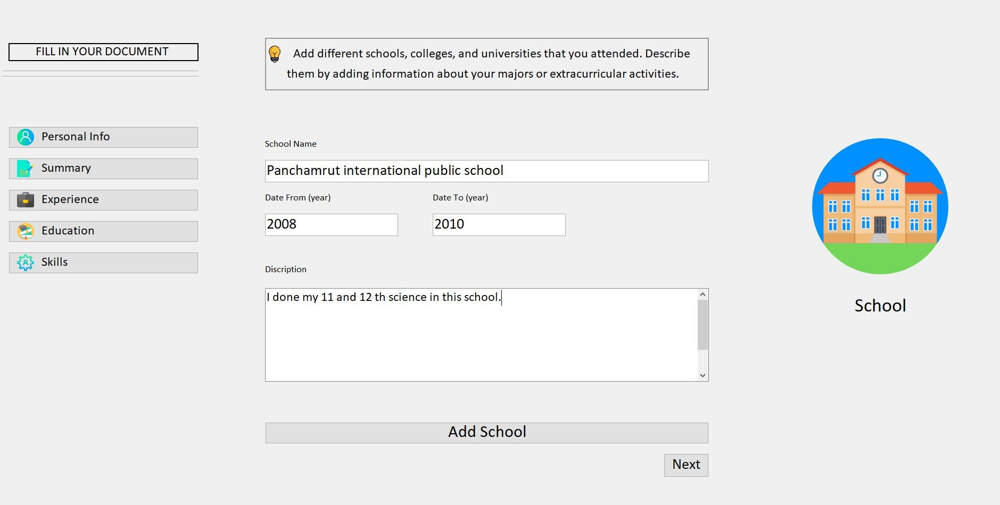 FILL IN YOUR DOCUMENT
Personal Info
Summary
Experience
Education
Skills
Add different schools, colleges, and universities that you attended. Describe
them by adding information about your majors or extracurricular activities.
School Name
Panchamrut international public school
Date From (year)
Date To (year)
2008
2010
Discription
I done my 11 and 12 th science in this school.
Add School
Next
School